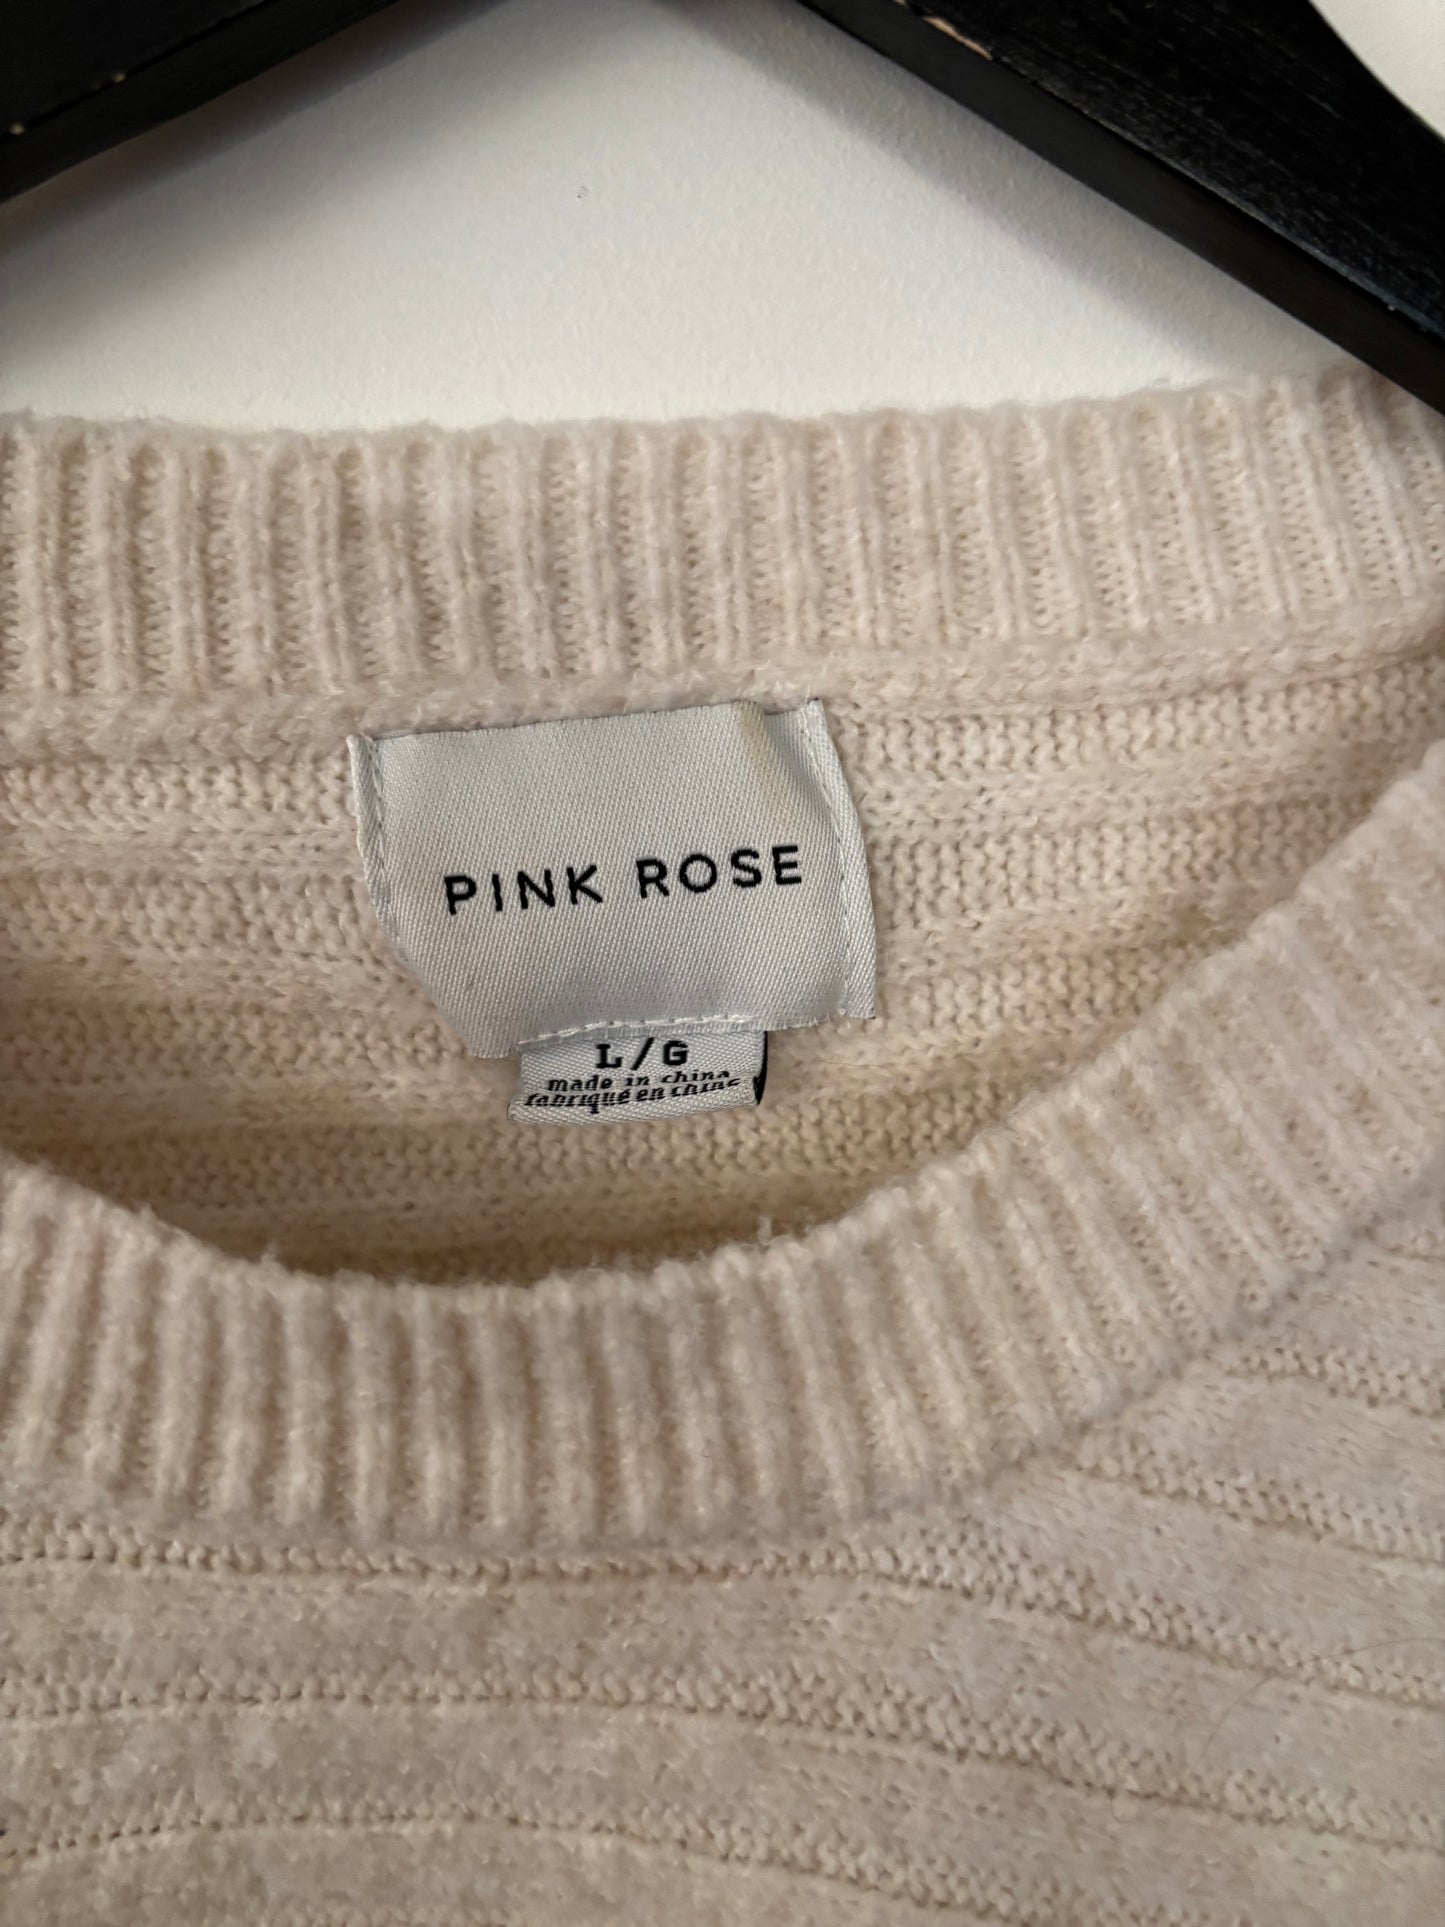 PINK ROSE
L/G
made in china
fabriqué en chine